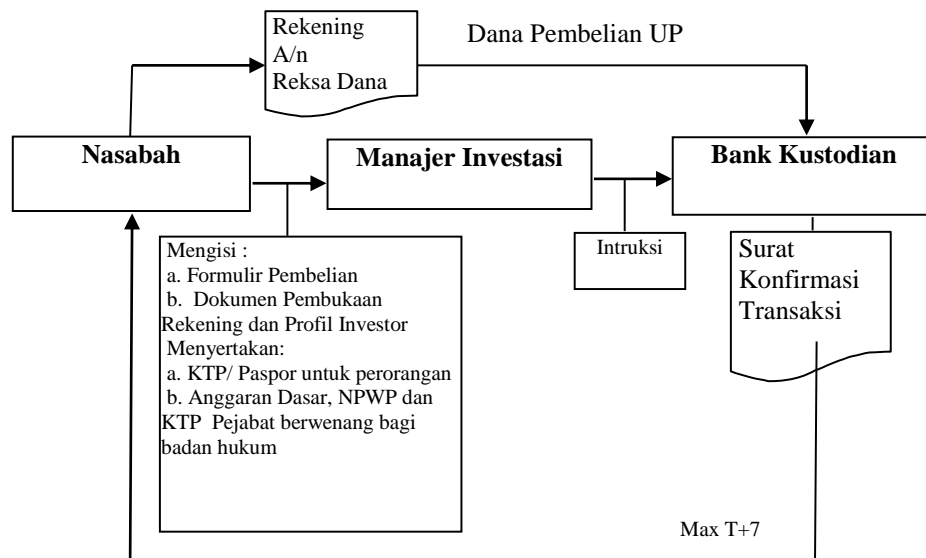 Rekening
A/n
Reksa Dana
Dana Pembelian UP
Nasabah
Manajer Investasi
Bank Kustodian
Mengisi :
a. Formulir Pembelian
b. Dokumen Pembukaan
Rekening dan Profil Investor
Menyertakan:
a. KTP/ Paspor untuk perorangan
b. Anggaran Dasar, NPWP dan
KTP Pejabat berwenang bagi
badan hukum
Intruksi
Surat
Konfirmasi
Transaksi
Max T+7